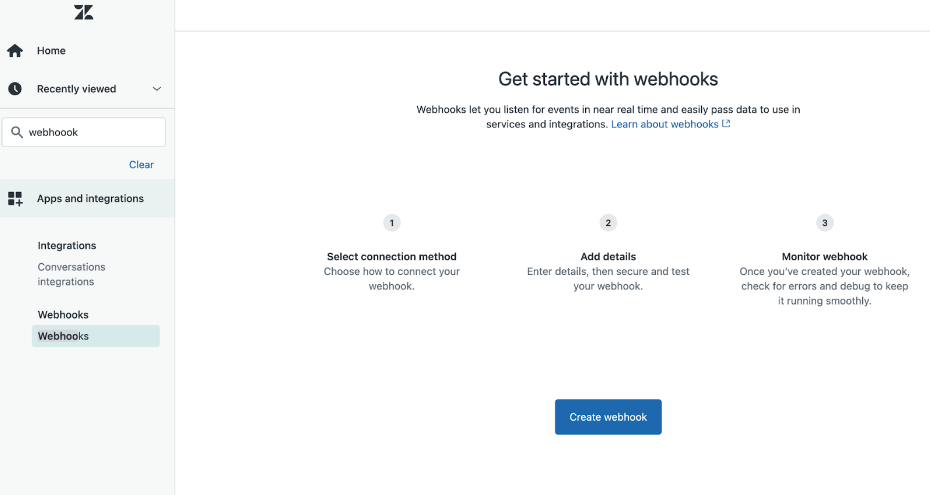 Home
Recently viewed
webhoook
Clear
Apps and integrations
Integrations
Conversations
integrations
Webhooks
Webhooks
Get started with webhooks
Webhooks let you listen for events in near real time and easily pass data to use in
services and integrations. Learn about webhooks
1
Select connection method
Choose how to connect your
webhook.
2
Add details
Enter details, then secure and test
your webhook.
3
Monitor webhook
Once you've created your webhook,
check for errors and debug to keep
it running smoothly.
Create webhook